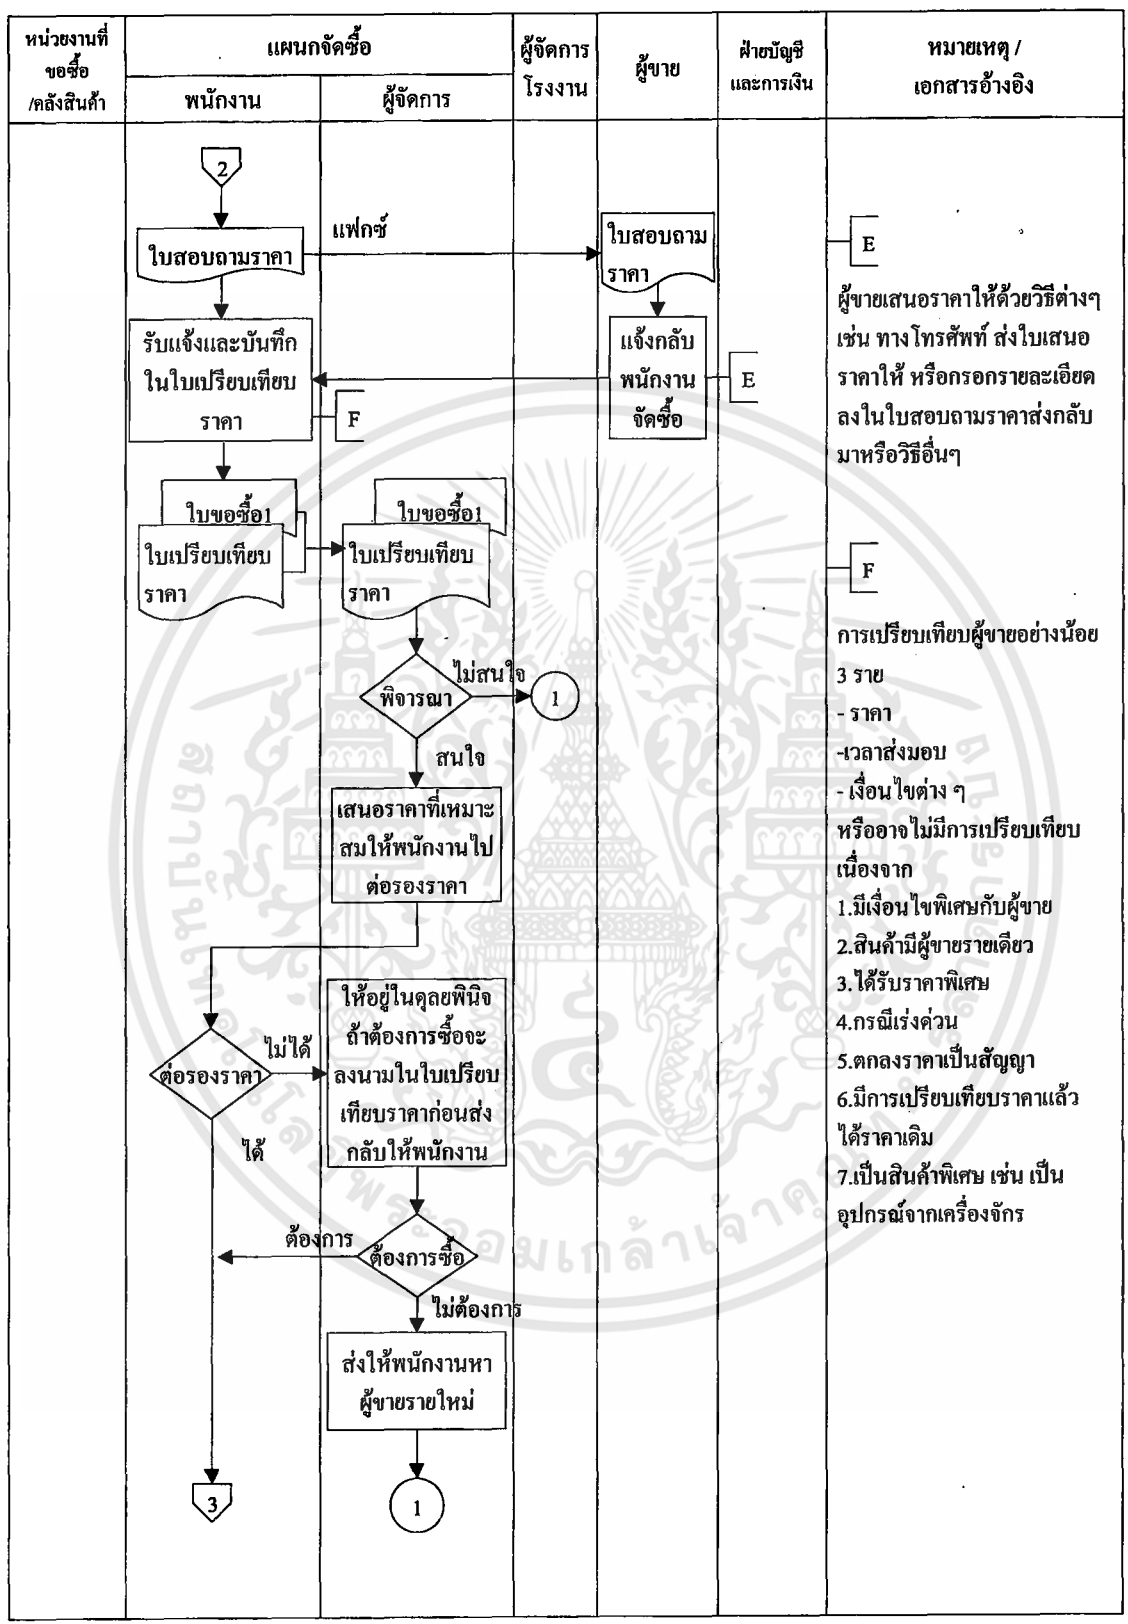 หน่วยงานที่
ขอซื้อ
/คลังสินค้า
แผนกจัดซื้อ
พนักงาน
ผู้จัดการ
ผู้จัดการ
โรงงาน
ผู้ขาย
ฝ่ายบัญชี
และการเงิน
หมายเหตุ /
เอกสารอ้างอิง
2
ใบสอบถามราคา
แฟกซ์
ใบสอบถาม
ราคา
รับแจ้งและบันทึก
ในใบเปรียบเทียบ
ราคา
F
แจ้งกลับ
พนักงาน
จัดซื้อ
E
ใบขอซื้อ1
ใบเปรียบเทียบ
ราคา
ใบขอซื้อ1
ใบเปรียบเทียบ
ราคา
พิจารณา
ไม่สนใจ
1
สนใจ
เสนอราคาที่เหมาะ
สมให้พนักงานไป
ต่อรองราคา
ต่อรองราคา
ไม่ได้
ได้
ให้อยู่ในดุลยพินิจ
ถ้าต้องการซื้อจะ
ลงนามในใบเปรียบ
เทียบราคาก่อนส่ง
กลับให้พนักงาน
ต้องการ
ต้องการซื้อ
ไม่ต้องการ
ส่งให้พนักงานหา
ผู้ขายรายใหม่
3
1
E
ผู้ขายเสนอราคาให้ด้วยวิธีต่างๆ
เช่น ทางโทรศัพท์ ส่งใบเสนอ
ราคาให้ หรือกรอกรายละเอียด
ลงในใบสอบถามราคาส่งกลับ
มาหรือวิธีอื่นๆ
F
การเปรียบเทียบผู้ขายอย่างน้อย
3 ราย
- ราคา
-เวลาส่งมอบ
- เงื่อนไขต่าง ๆ
หรืออาจไม่มีการเปรียบเทียบ
เนื่องจาก
1.มีเงื่อนไขพิเศษกับผู้ขาย
2.สินค้ามีผู้ขายรายเดียว
3.ได้รับราคาพิเศษ
4.กรณีเร่งด่วน
5.ตกลงราคาเป็นสัญญา
6.มีการเปรียบเทียบราคาแล้ว
ได้ราคาเดิม
7.เป็นสินค้าพิเศษ เช่น เป็น
อุปกรณ์จากเครื่องจักร